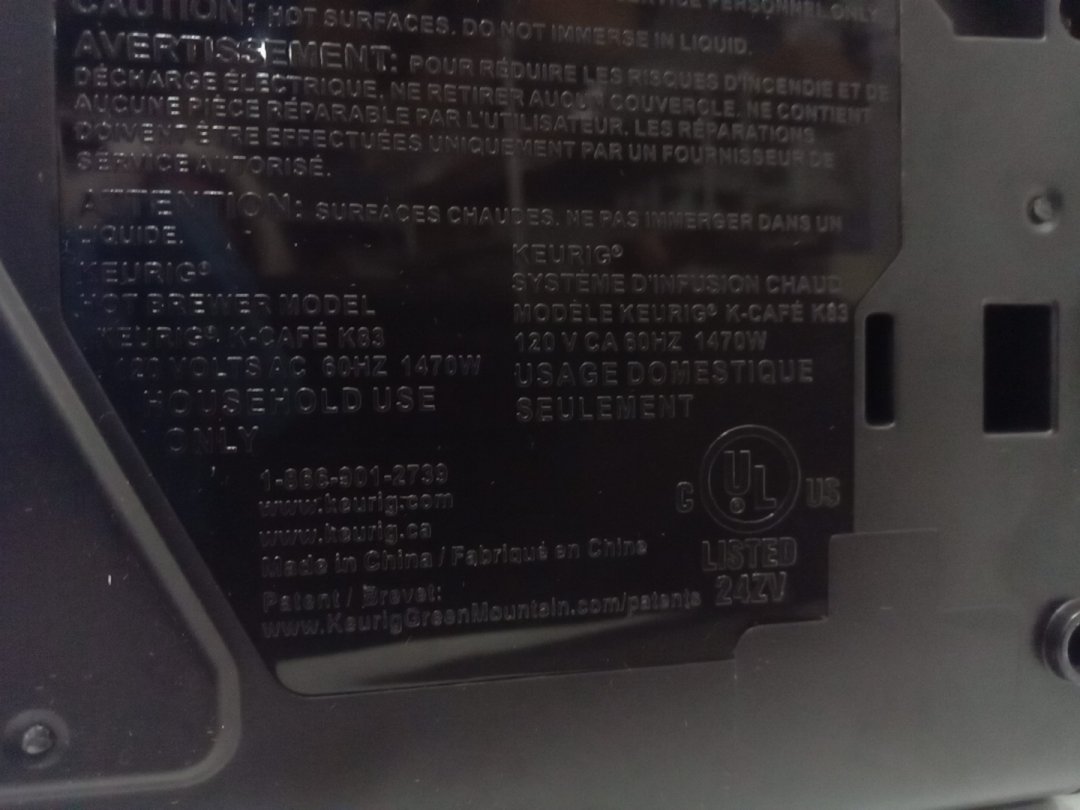 SERVICE PERSONNEL ONLY
CAUTION: HOT SURFACES. DO NOT IMMERSE IN LIQUID.
AVERTISSEMENT: POUR RÉDUIRE LES RISQUES D'INCENDIE ET DE
DÉCHARGE ÉLECTRIQUE, NE RETIRER AUCUN COUVERCLE. NE CONTIENT
AUCUNE PIÈCE RÉPARABLE PAR L'UTILISATEUR. LES RÉPARATIONS
DOIVENT ÊTRE EFFECTUÉES UNIQUEMENT PAR UN FOURNISSEUR DE
SERVICE AUTORISÉ.
ATTENTION: SURFACES CHAUDES. NE PAS IMMERGER DANS UN
LIQUIDE.
KEURIG®
HOT BREWER MODEL
KEURIG® K-CAFÉ K83
120 VOLTS AC 60HZ 1470W
HOUSEHOLD USE
ONLY
KEURIG®
SYSTÈME D'INFUSION CHAUD
MODÈLE KEURIG® K-CAFÉ K83
120 V CA 60HZ 1470W
USAGE DOMESTIQUE
SEULEMENT
1-866-901-2739
www.keurig.com
www.keurig.ca
Made in China / Fabriqué en Chine
Patent / Brevet:
www.KeurigGreenMountain.com/patents
C UL US
LISTED
24ZV